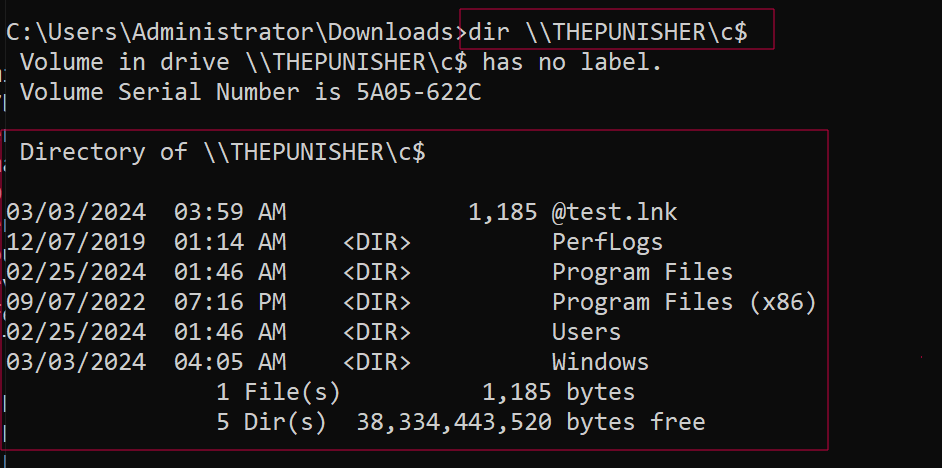 C:\Users\Administrator\Downloads>dir \\THEPUNISHER\c$
 Volume in drive \\THEPUNISHER\c$ has no label.
 Volume Serial Number is 5A05-622C

 Directory of \\THEPUNISHER\c$

03/03/2024  03:59 AM             1,185 @test.lnk
12/07/2019  01:14 AM    <DIR>          PerfLogs
02/25/2024  01:46 AM    <DIR>          Program Files
09/07/2022  07:16 PM    <DIR>          Program Files (x86)
02/25/2024  01:46 AM    <DIR>          Users
03/03/2024  04:05 AM    <DIR>          Windows
               1 File(s)          1,185 bytes
               5 Dir(s)  38,334,443,520 bytes free